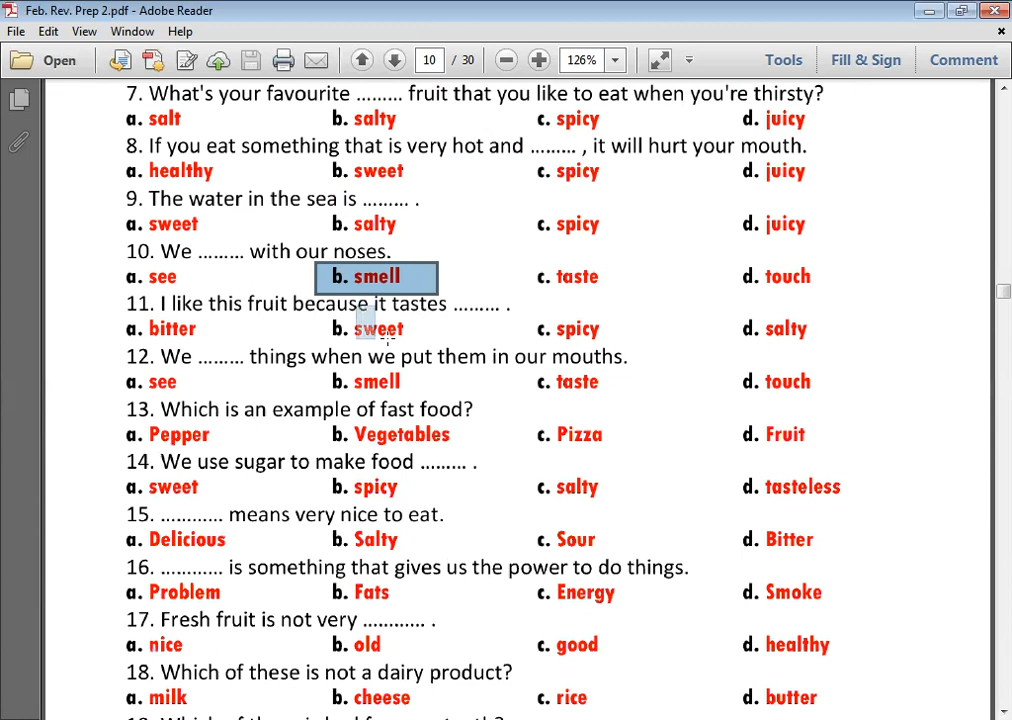 Feb. Rev. Prep 2.pdf - Adobe Reader
File Edit View Window Help
Open 10 / 30 126% Tools Fill & Sign Comment
7. What's your favourite ......... fruit that you like to eat when you're thirsty?
a. salt b. salty c. spicy d. juicy
8. If you eat something that is very hot and ......... , it will hurt your mouth.
a. healthy b. sweet c. spicy d. juicy
9. The water in the sea is ......... .
a. sweet b. salty c. spicy d. juicy
10. We ......... with our noses.
a. see b. smell c. taste d. touch
11. I like this fruit because it tastes ......... .
a. bitter b. sweet c. spicy d. salty
12. We ......... things when we put them in our mouths.
a. see b. smell c. taste d. touch
13. Which is an example of fast food?
a. Pepper b. Vegetables c. Pizza d. Fruit
14. We use sugar to make food ......... .
a. sweet b. spicy c. salty d. tasteless
15. ............ means very nice to eat.
a. Delicious b. Salty c. Sour d. Bitter
16. ............ is something that gives us the power to do things.
a. Problem b. Fats c. Energy d. Smoke
17. Fresh fruit is not very ............ .
a. nice b. old c. good d. healthy
18. Which of these is not a dairy product?
a. milk b. cheese c. rice d. butter